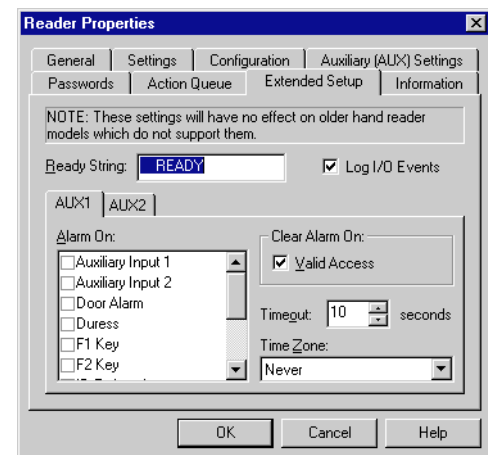 Reader Properties
General Settings Configuration Auxiliary (AUX) Settings
Passwords Action Queue Extended Setup Information
NOTE: These settings will have no effect on older hand reader
models which do not support them.
Ready String: READY Log I/O Events
AUX1 AUX2
Alarm On: Clear Alarm On:
Auxiliary Input 1 Valid Access
Auxiliary Input 2
Door Alarm
Duress Timeout: 10 seconds
F1 Key Time Zone:
F2 Key Never
OK Cancel Help